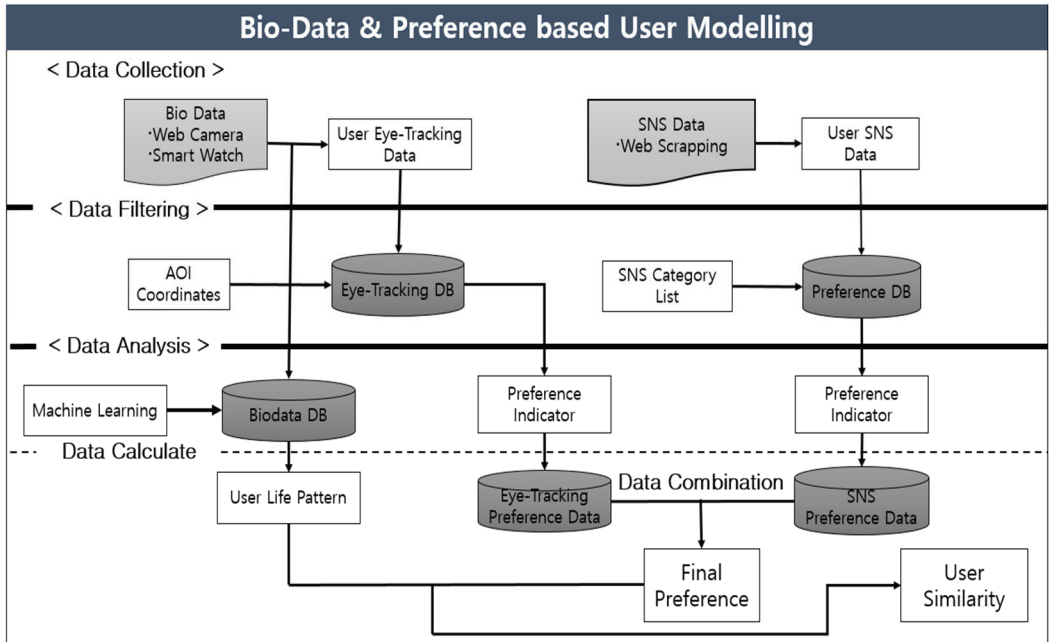 Bio-Data & Preference based User Modelling
< Data Collection >
Bio Data
·Web Camera
·Smart Watch
User Eye-Tracking
Data
SNS Data
·Web Scrapping
User SNS
Data
< Data Filtering >
AOI
Coordinates
Eye-Tracking DB
SNS Category
List
Preference DB
< Data Analysis >
Machine Learning
Biodata DB
Preference
Indicator
Preference
Indicator
Data Calculate
User Life Pattern
Eye-Tracking
Preference Data
Data Combination
SNS
Preference Data
Final
Preference
User
Similarity